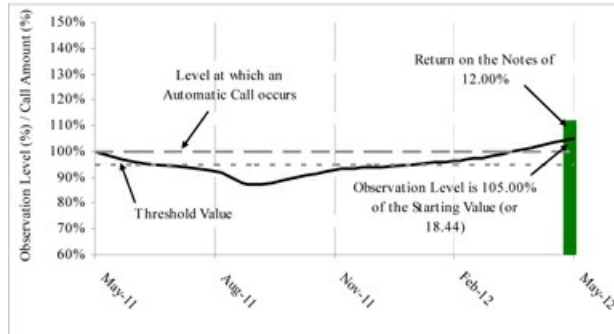 Observation Level (%) / Call Amount (%)
150%
140%
130%
120%
110%
100%
90%
80%
70%
60%
Level at which an
Automatic Call occurs
Return on the Notes of
12.00%
Threshold Value
Observation Level is 105.00%
of the Starting Value (or
18.44)
May-11
Aug-11
Nov-11
Feb-12
May-12